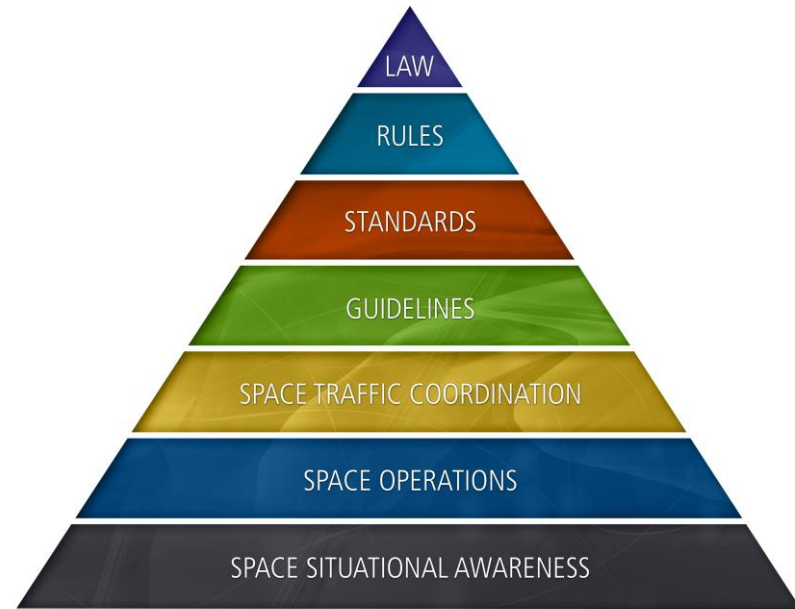 LAW
RULES
STANDARDS
GUIDELINES
SPACE TRAFFIC COORDINATION
SPACE OPERATIONS
SPACE SITUATIONAL AWARENESS